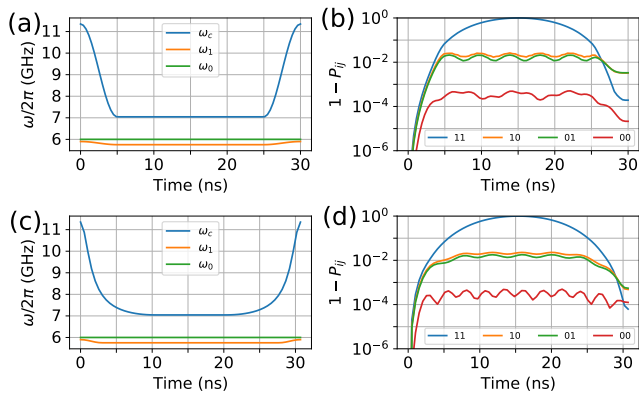 (a)
11
10
9
8
7
6
ω/2π (GHz)
ω_c
ω_1
ω_0
0
10
20
30
Time (ns)
(b)
10^0
10^−2
10^−4
10^−6
1 − P_ij
11
10
01
00
0
10
20
30
Time (ns)
(c)
11
10
9
8
7
6
ω/2π (GHz)
ω_c
ω_1
ω_0
0
10
20
30
Time (ns)
(d)
10^0
10^−2
10^−4
10^−6
1 − P_ij
11
10
01
00
0
10
20
30
Time (ns)